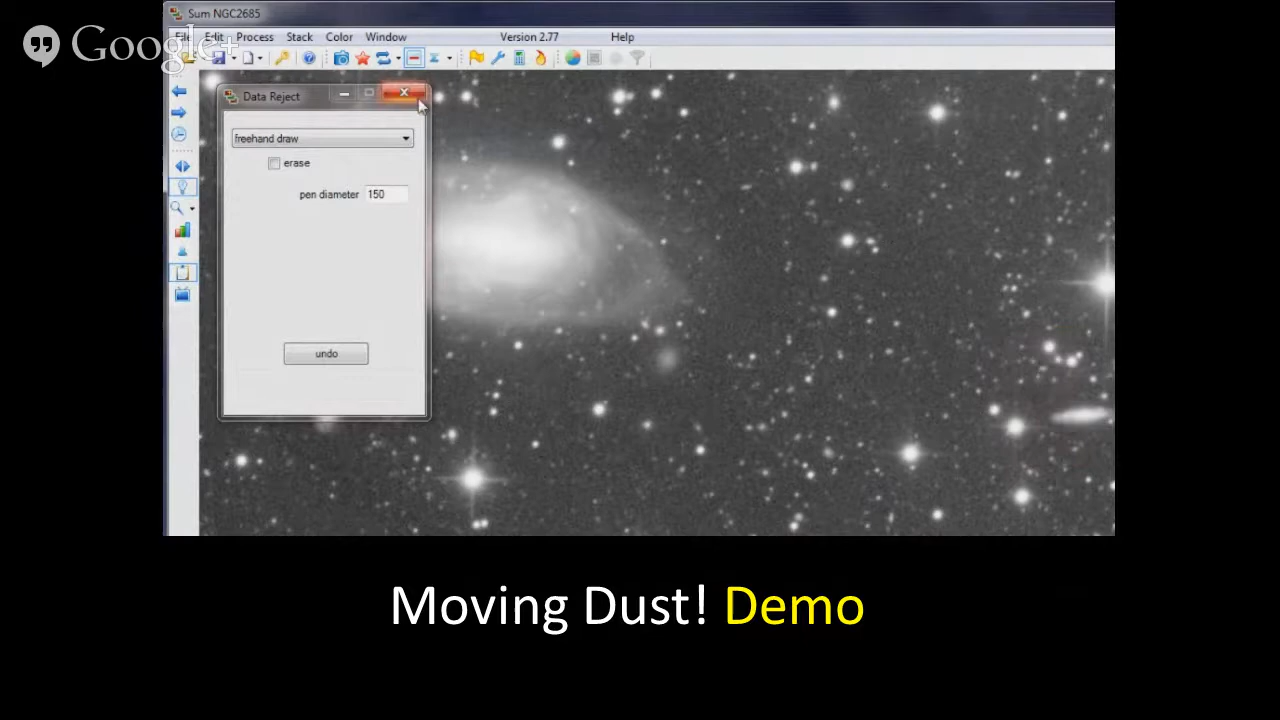 Sum NGC2685
Google+
File Edit Process Stack Color Window Version 2.77 Help
Data Reject
freehand draw
erase
pen diameter 150
undo
Moving Dust! Demo